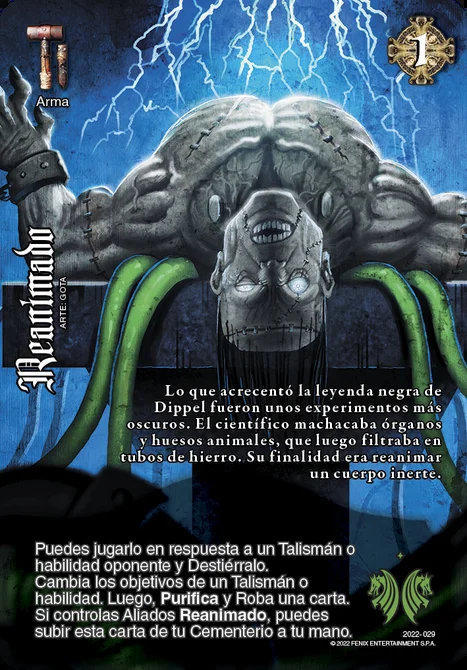 1
Arma
Reanimado
ARTE: GOTA
Lo que acrecentó la leyenda negra de
Dippel fueron unos experimentos más
oscuros. El científico machacaba órganos
y huesos animales, que luego filtraba en
tubos de hierro. Su finalidad era reanimar
un cuerpo inerte.
Puedes jugarlo en respuesta a un Talismán o
habilidad oponente y Destiérralo.
Cambia los objetivos de un Talismán o
habilidad. Luego, Purifica y Roba una carta.
Si controlas Aliados Reanimado, puedes
subir esta carta de tu Cementerio a tu mano.
2022- 029
© 2022 FENIX ENTERTAINMENT S.P.A.